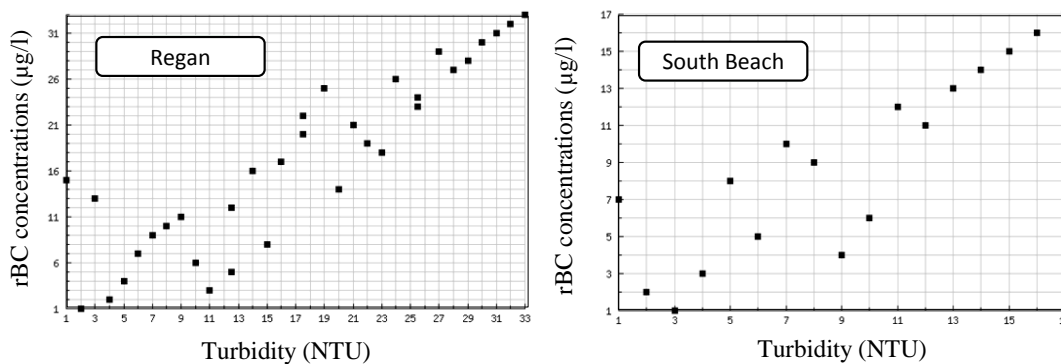 rBC concentrations (µg/l)
33
31
26
21
16
11
6
1
Regan
1 3 5 7 9 11 13 15 17 19 21 23 25 27 29 31 33
Turbidity (NTU)
rBC concentrations (µg/l)
17
15
13
11
9
7
5
3
1
South Beach
1 3 5 7 9 11 13 15 17
Turbidity (NTU)